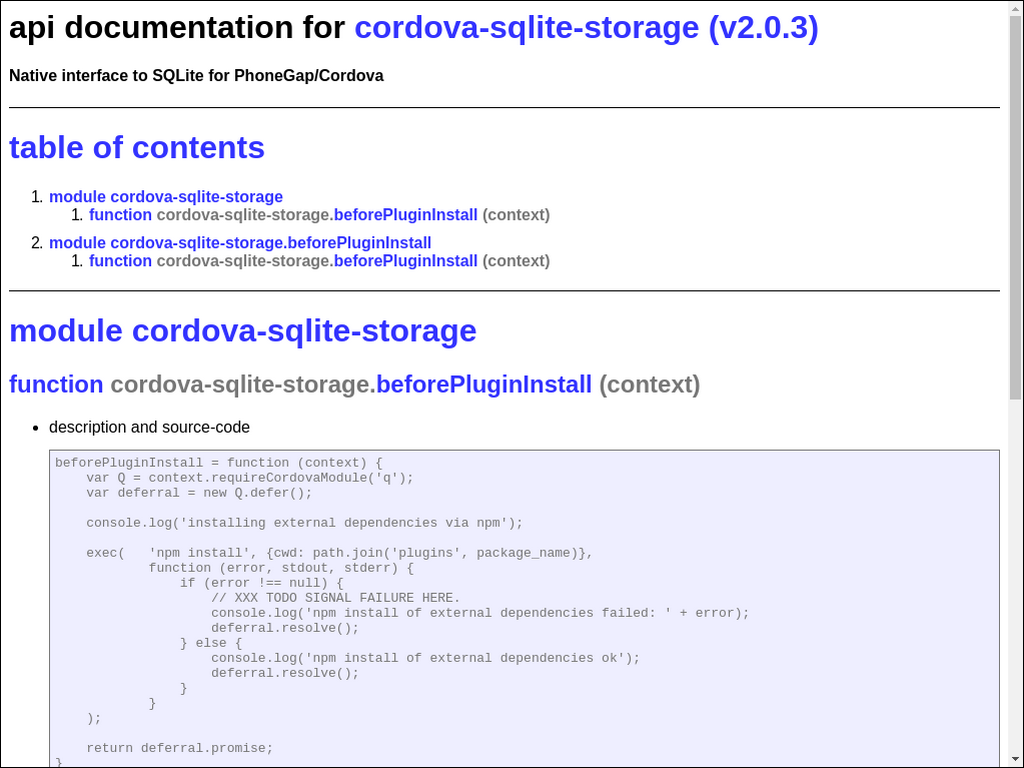 api documentation for cordova-sqlite-storage (v2.0.3)
Native interface to SQLite for PhoneGap/Cordova
table of contents
1. module cordova-sqlite-storage
1. function cordova-sqlite-storage.beforePluginInstall (context)
2. module cordova-sqlite-storage.beforePluginInstall
1. function cordova-sqlite-storage.beforePluginInstall (context)
module cordova-sqlite-storage
function cordova-sqlite-storage.beforePluginInstall (context)
• description and source-code
beforePluginInstall = function (context) {
    var Q = context.requireCordovaModule('q');
    var deferral = new Q.defer();
    console.log('installing external dependencies via npm');
    exec(   'npm install', {cwd: path.join('plugins', package_name)},
            function (error, stdout, stderr) {
                if (error !== null) {
                    // XXX TODO SIGNAL FAILURE HERE.
                    console.log('npm install of external dependencies failed: ' + error);
                    deferral.resolve();
                } else {
                    console.log('npm install of external dependencies ok');
                    deferral.resolve();
                }
            }
    );
    return deferral.promise;
}